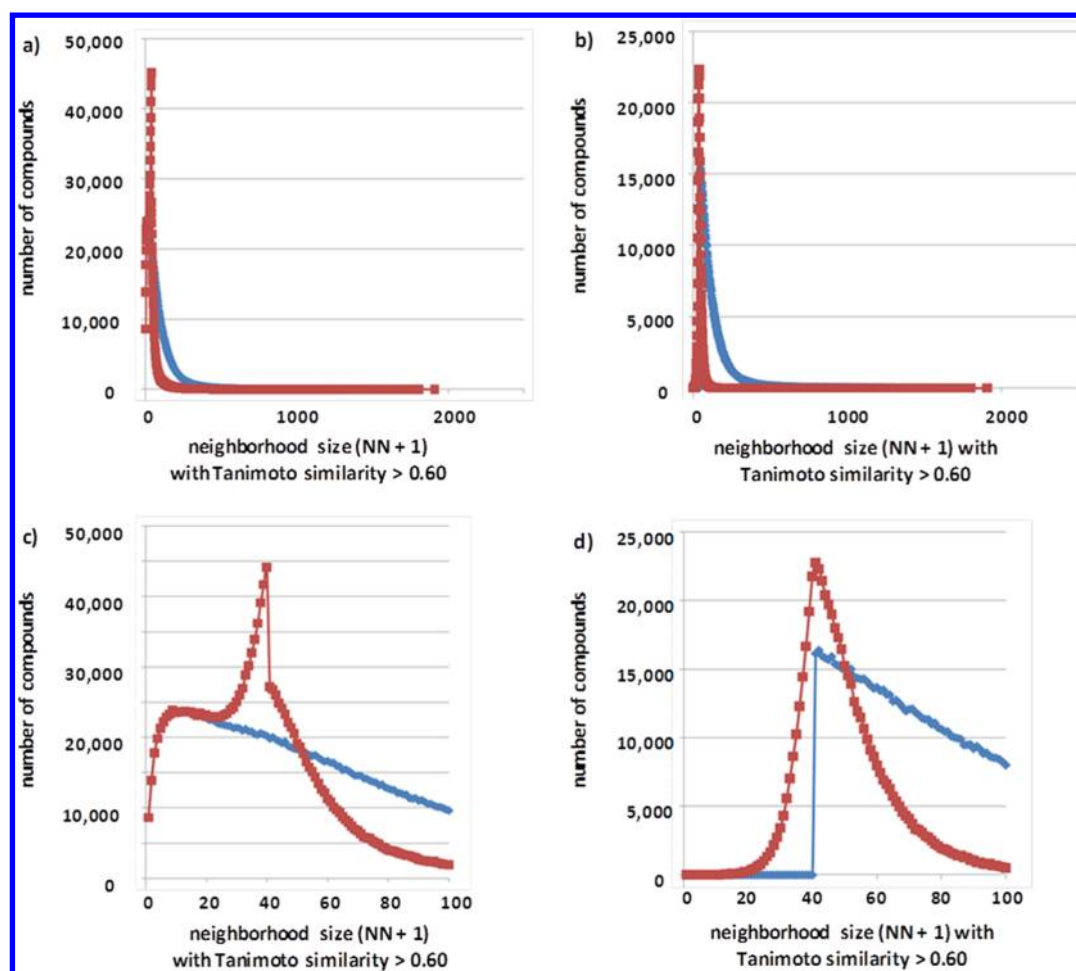 a)
50,000
40,000
30,000
20,000
10,000
0
number of compounds
0 1000 2000
neighborhood size (NN + 1)
with Tanimoto similarity > 0.60
b)
25,000
20,000
15,000
10,000
5,000
0
number of compounds
0 1000 2000
neighborhood size (NN + 1) with
Tanimoto similarity > 0.60
c)
50,000
40,000
30,000
20,000
10,000
0
number of compounds
0 20 40 60 80 100
neighborhood size (NN + 1)
with Tanimoto similarity > 0.60
d)
25,000
20,000
15,000
10,000
5,000
0
number of compounds
0 20 40 60 80 100
neighborhood size (NN + 1) with
Tanimoto similarity > 0.60